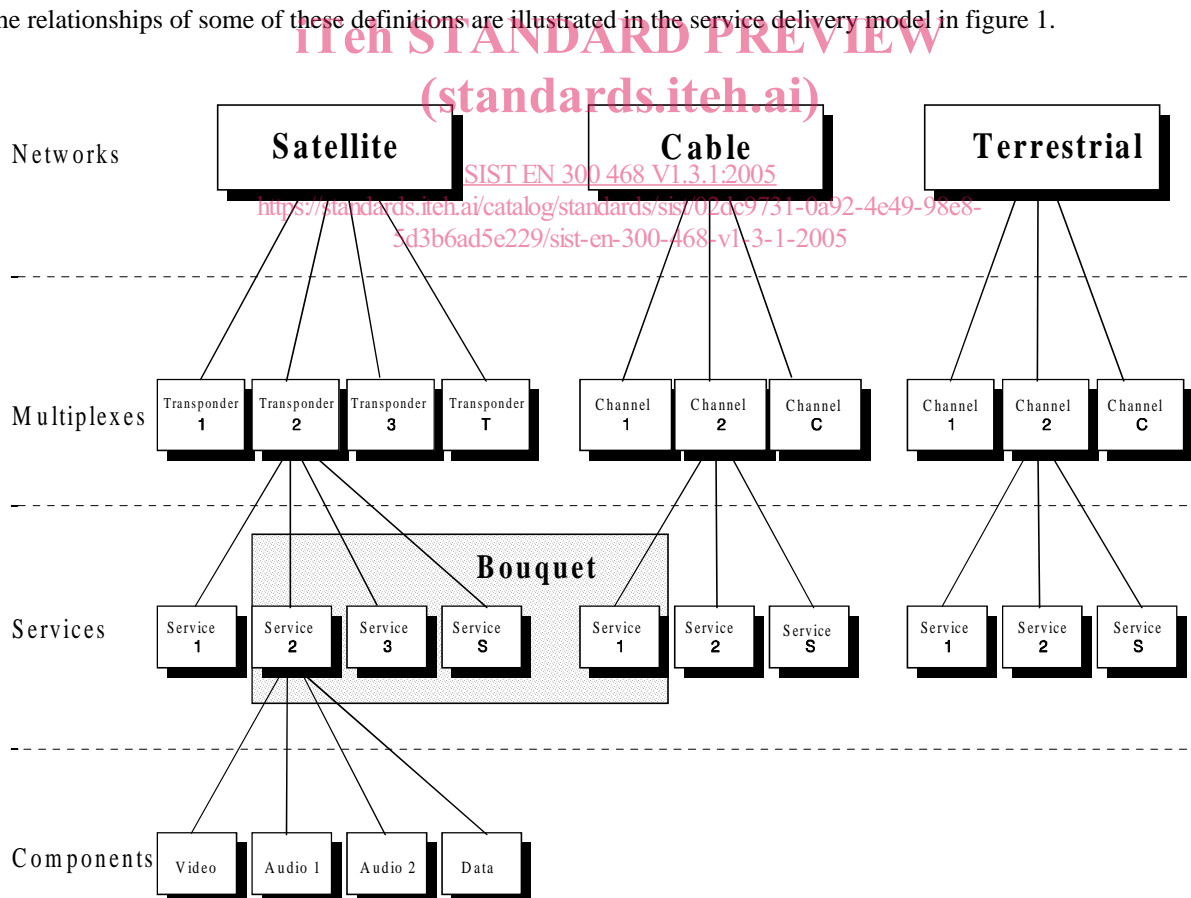 he relationships of some of these definitions are illustrated in the service delivery model in figure 1.
iTeh STANDARD PREVIEW
(standards.iteh.ai)
Networks
Satellite
Cable
Terrestrial
SIST EN 300 468 V1.3.1:2005
https://standards.iteh.ai/catalog/standards/sist/02dc9731-0a92-4e49-98e8-
5d3b6ad5e229/sist-en-300-468-v1-3-1-2005
Multiplexes
Transponder
1
Transponder
2
Transponder
3
Transponder
T
Channel
1
Channel
2
Channel
C
Channel
1
Channel
2
Channel
C
Bouquet
Services
Service
1
Service
2
Service
3
Service
S
Service
1
Service
2
Service
S
Service
1
Service
2
Service
S
Components
Video
Audio 1
Audio 2
Data